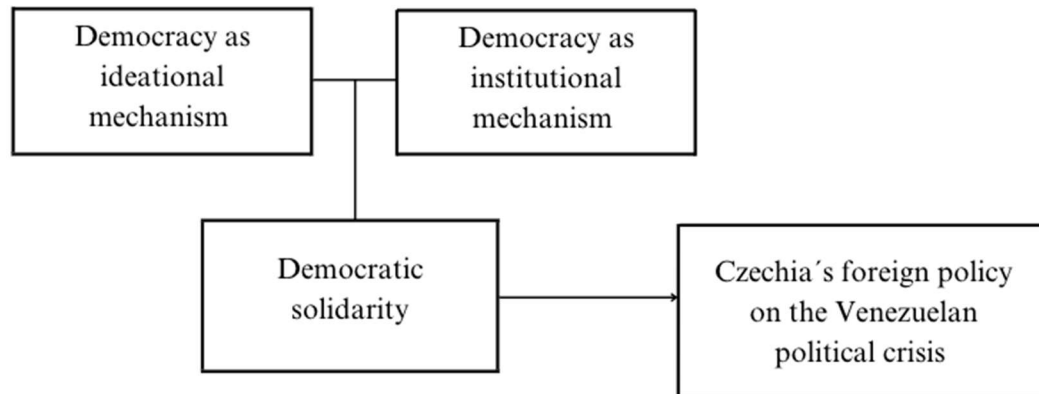 Democracy as
ideational
mechanism
Democracy as
institutional
mechanism
Democratic
solidarity
Czechia´s foreign policy
on the Venezuelan
political crisis